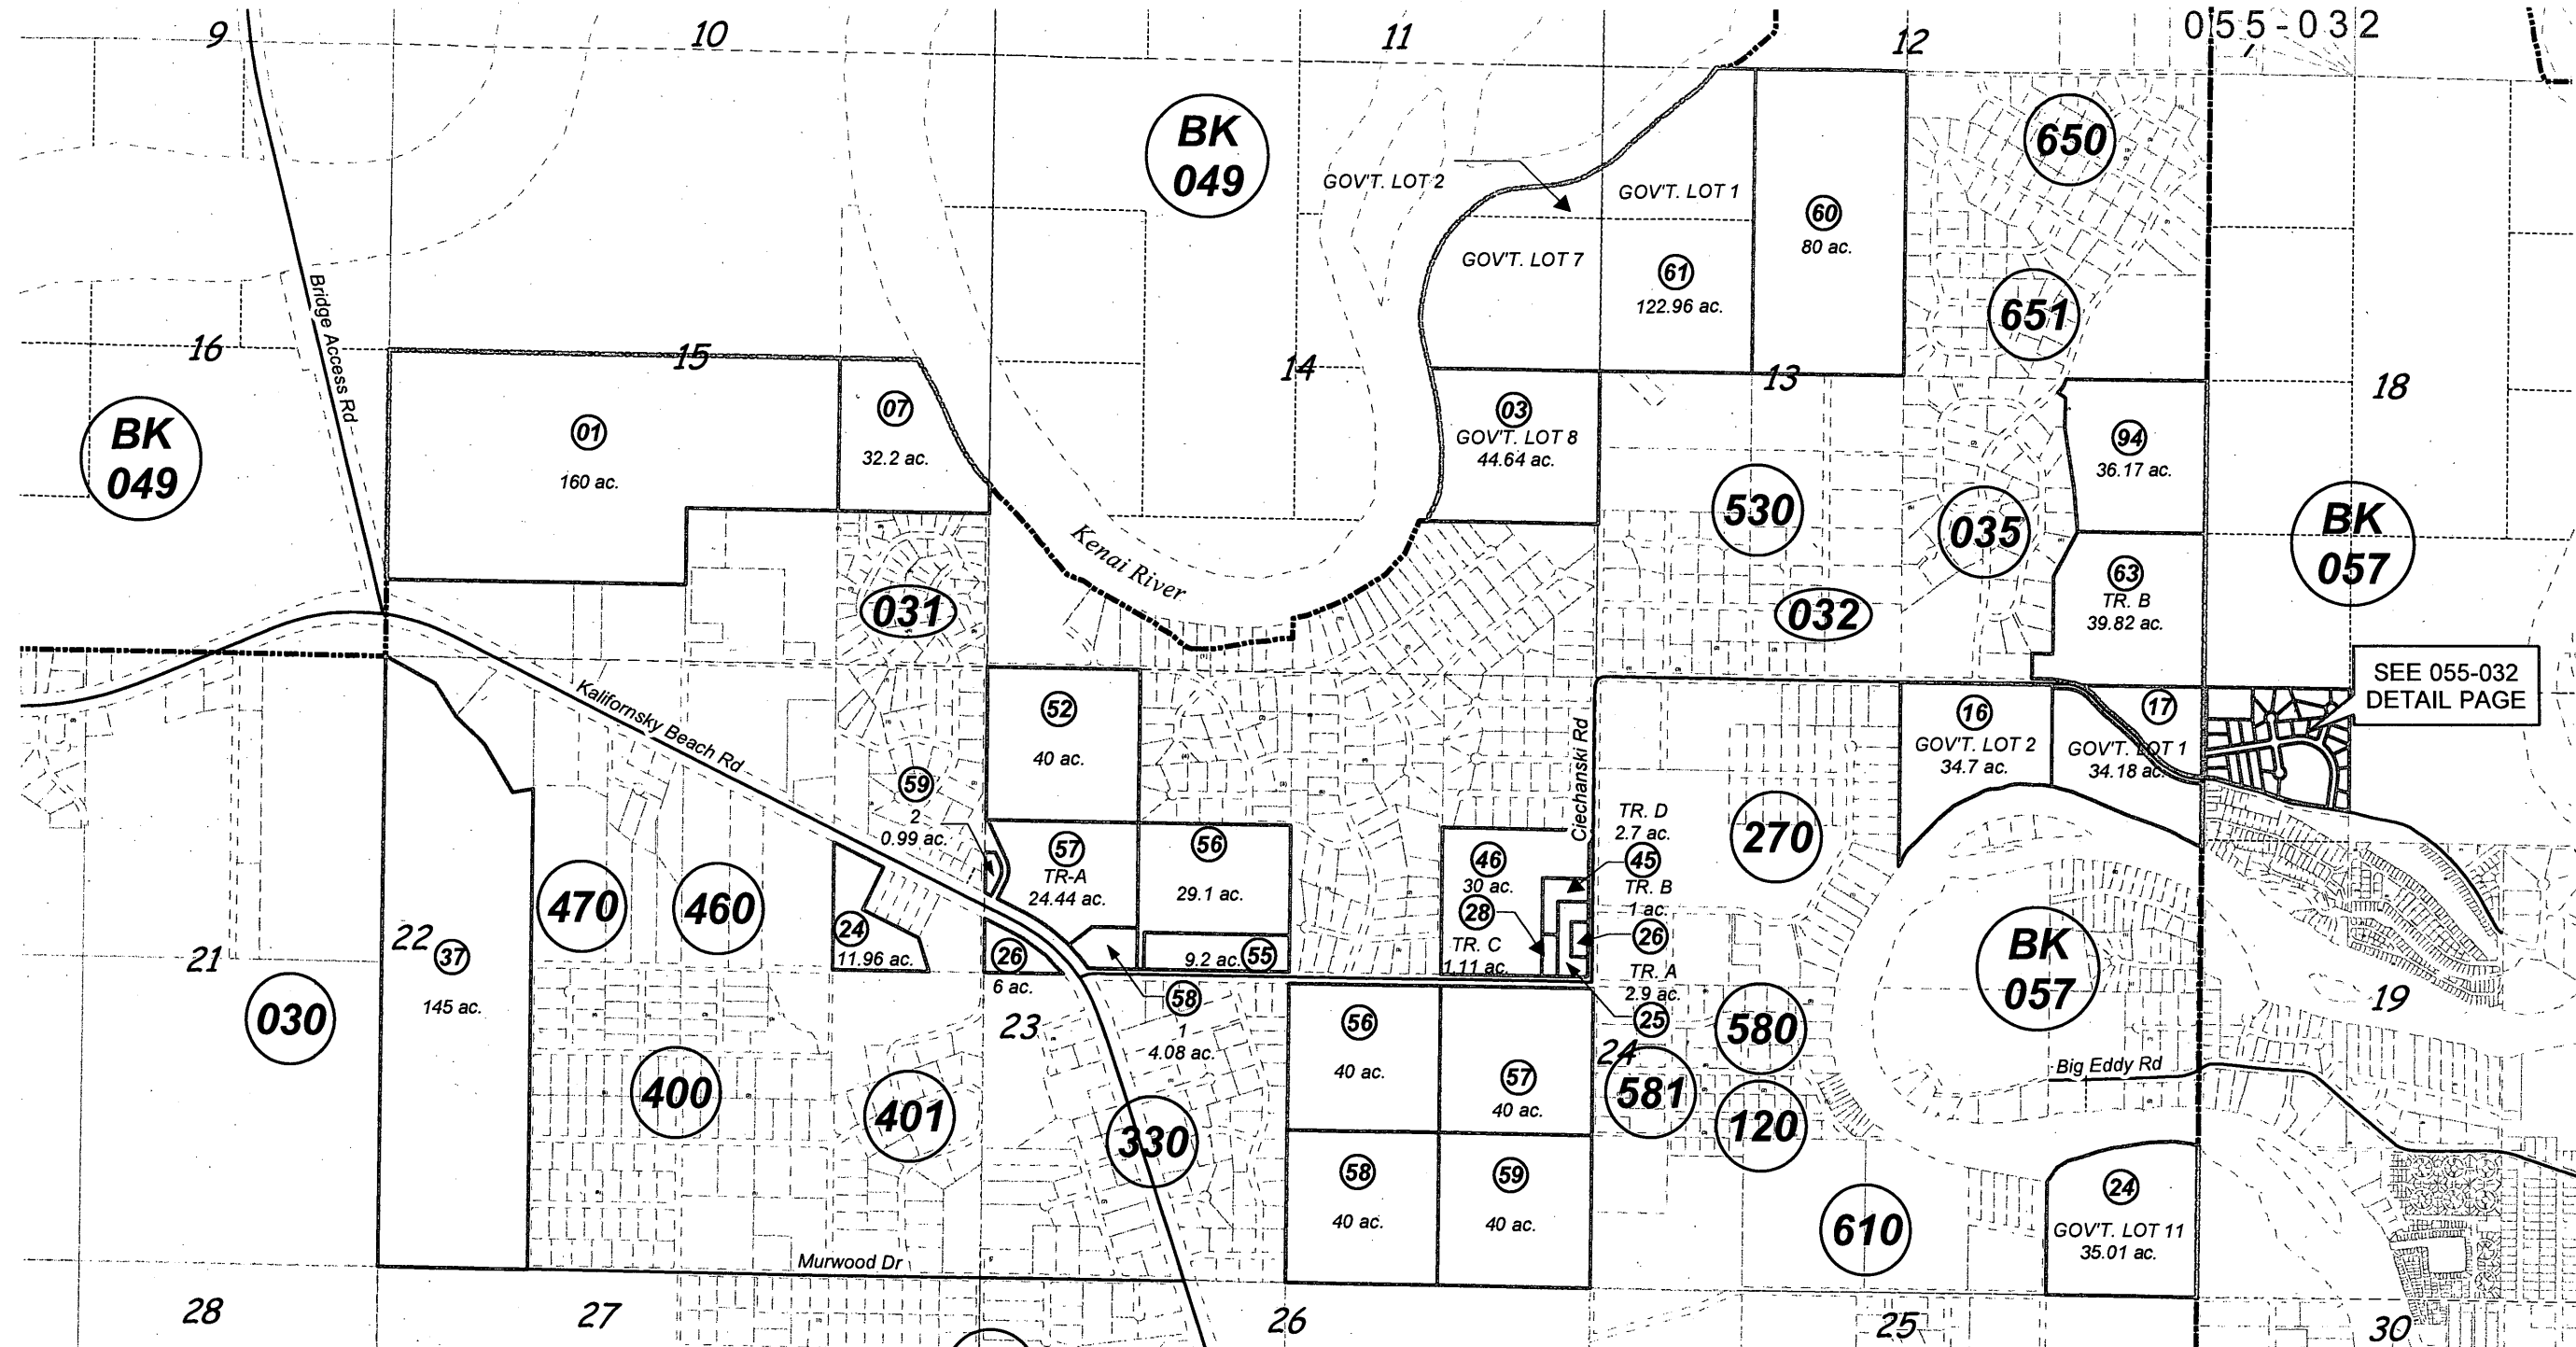 9
10
11
12
055-032
BK
049
650
GOV'T. LOT 2
GOV'T. LOT 1
60
80 ac.
GOV'T. LOT 7
61
122.96 ac.
651
Bridge Access Rd
16
15
14
13
18
BK
049
01
160 ac.
07
32.2 ac.
03
GOV'T. LOT 8
44.64 ac.
94
36.17 ac.
530
035
BK
057
Kenai River
031
032
63
TR. B
39.82 ac.
SEE 055-032
DETAIL PAGE
Kalifornsky Beach Rd
52
40 ac.
Ciechanski Rd
16
GOV'T. LOT 2
34.7 ac.
17
GOV'T. LOT 1
34.18 ac.
59
2
0.99 ac.
57
TR-A
24.44 ac.
56
29.1 ac.
46
30 ac.
28
TR. C
1.11 ac.
TR. D
2.7 ac.
45
TR. B
1 ac.
26
TR. A
2.9 ac.
25
270
470
460
24
11.96 ac.
26
6 ac.
9.2 ac.
55
58
1
4.08 ac.
BK
057
21
22
37
145 ac.
030
23
56
40 ac.
57
40 ac.
24
580
581
19
Big Eddy Rd
400
401
330
120
58
40 ac.
59
40 ac.
610
24
GOV'T. LOT 11
35.01 ac.
Murwood Dr
28
27
26
25
30